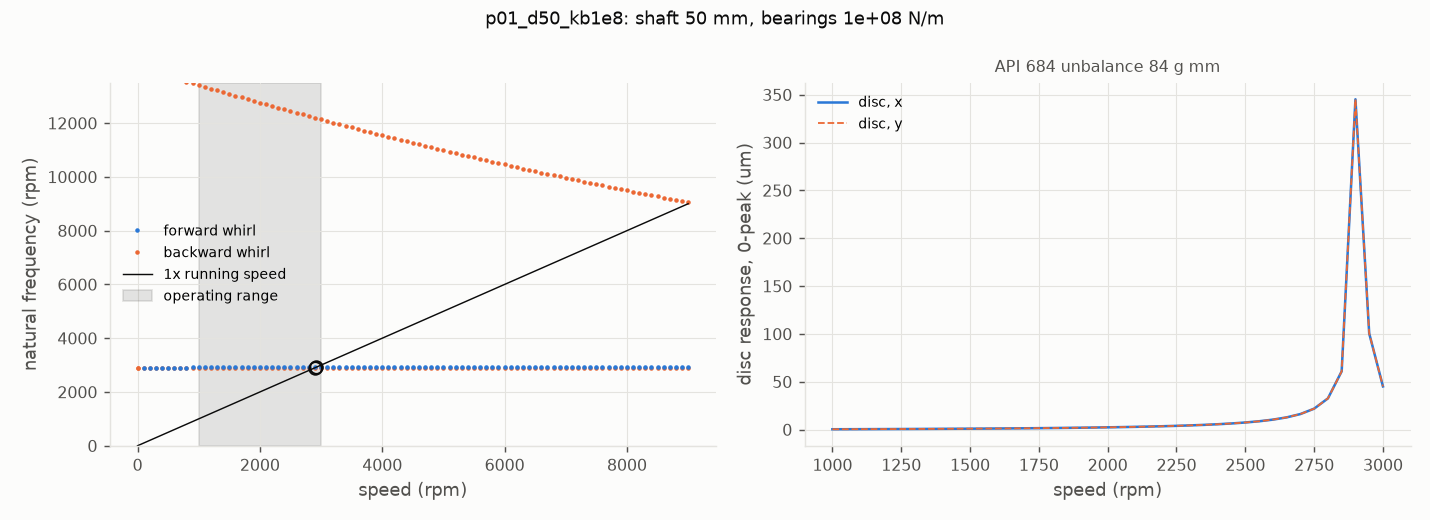 p01_d50_kb1e8: shaft 50 mm, bearings 1e+08 N/m
natural frequency (rpm)
12000
10000
8000
6000
4000
2000
0
forward whirl
backward whirl
1x running speed
operating range
0 2000 4000 6000 8000
speed (rpm)
API 684 unbalance 84 g mm
disc response, 0-peak (um)
350
300
250
200
150
100
50
0
disc, x
disc, y
1000 1250 1500 1750 2000 2250 2500 2750 3000
speed (rpm)